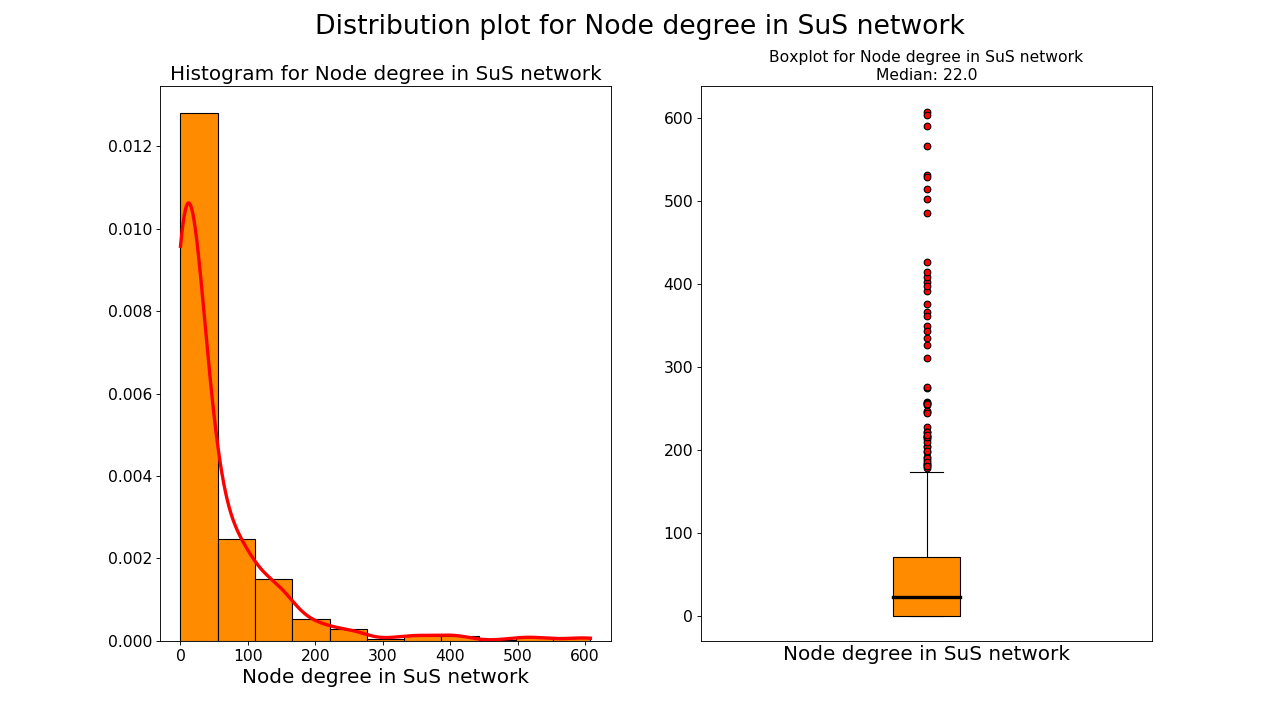 Distribution plot for Node degree in SuS network
Histogram for Node degree in SuS network
0.012
0.010
0.008
0.006
0.004
0.002
0.000
0 100 200 300 400 500 600
Node degree in SuS network
Boxplot for Node degree in SuS network
Median: 22.0
600
500
400
300
200
100
0
Node degree in SuS network